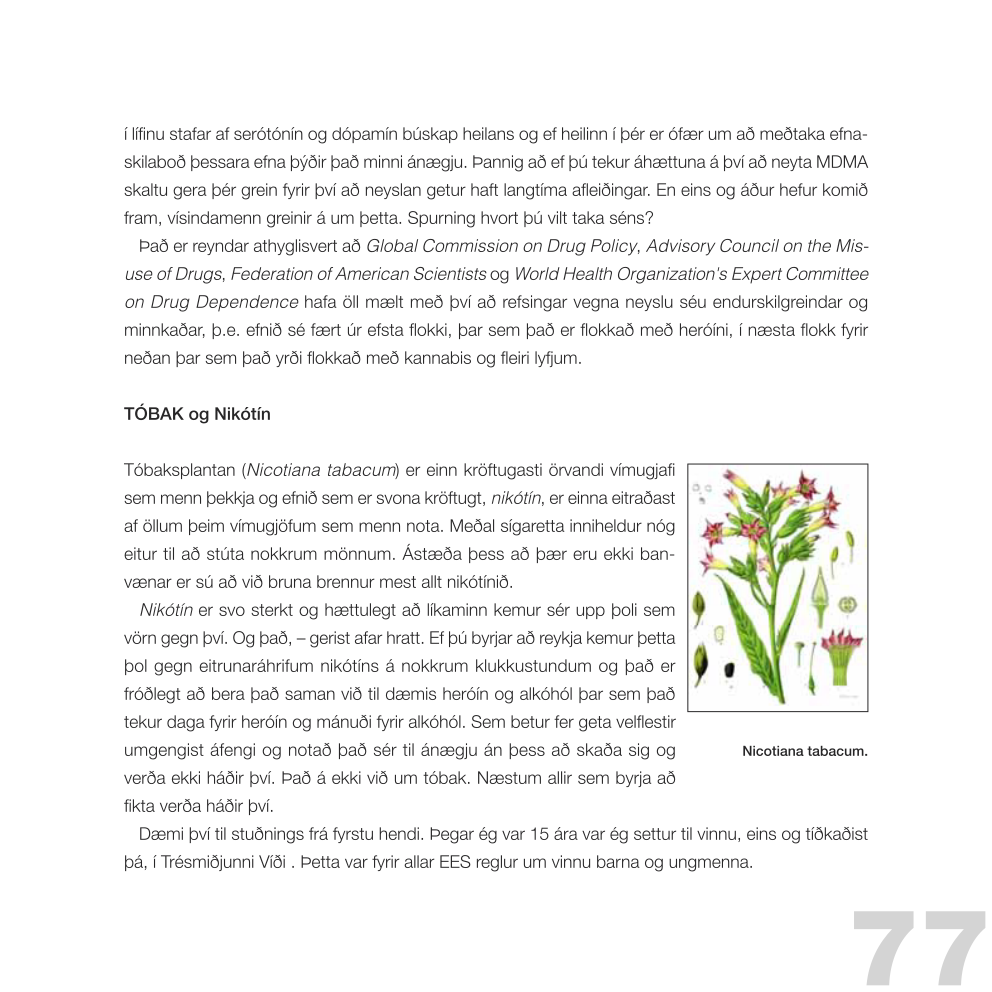 í lífinu stafar af serótónín og dópamín búskap heilans og ef heilinn í þér er ófær um að meðtaka efna-
skilaboð þessara efna þýðir það minni ánægju. Þannig að ef þú tekur áhættuna á því að neyta MDMA
skaltu gera þér grein fyrir því að neyslan getur haft langtíma afleiðingar. En eins og áður hefur komið
fram, vísindamenn greinir á um þetta. Spurning hvort þú vilt taka séns?
Það er reyndar athyglisvert að Global Commission on Drug Policy, Advisory Council on the Mis-
use of Drugs, Federation of American Scientists og World Health Organization's Expert Committee
on Drug Dependence hafa öll mælt með því að refsingar vegna neyslu séu endurskilgreindar og
minnkaðar, þ.e. efnið sé fært úr efsta flokki, þar sem það er flokkað með heróíni, í næsta flokk fyrir
neðan þar sem það yrði flokkað með kannabis og fleiri lyfjum.
TÓBAK og Nikótín
Tóbaksplantan (Nicotiana tabacum) er einn kröftugasti örvandi vímugjafi
sem menn þekkja og efnið sem er svona kröftugt, nikótín, er einna eitraðast
af öllum þeim vímugjöfum sem menn nota. Meðal sígaretta inniheldur nóg
eitur til að stúta nokkrum mönnum. Ástæða þess að þær eru ekki ban-
vænar er sú að við bruna brennur mest allt nikótínið.
Nikótín er svo sterkt og hættulegt að líkaminn kemur sér upp þoli sem
vörn gegn því. Og það, – gerist afar hratt. Ef þú byrjar að reykja kemur þetta
þol gegn eitrunaráhrifum nikótíns á nokkrum klukkustundum og það er
fróðlegt að bera það saman við til dæmis heróín og alkóhól þar sem það
tekur daga fyrir heróín og mánuði fyrir alkóhól. Sem betur fer geta velflestir
umgengist áfengi og notað það sér til ánægju án þess að skaða sig og
verða ekki háðir því. Það á ekki við um tóbak. Næstum allir sem byrja að
fikta verða háðir því.
Nicotiana tabacum.
Dæmi því til stuðnings frá fyrstu hendi. Þegar ég var 15 ára var ég settur til vinnu, eins og tíðkaðist
þá, í Trésmiðjunni Víði . Þetta var fyrir allar EES reglur um vinnu barna og ungmenna.
77